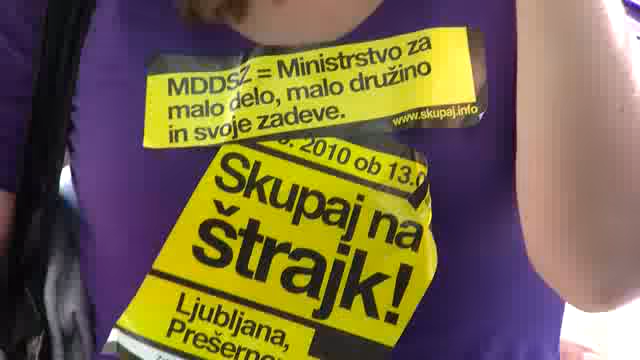 MDDSZ = Ministrstvo za
malo delo, malo družino
in svoje zadeve.
www.skupaj.info
2010 ob 13.
Skupaj na
Štrajk!
Ljubljana,